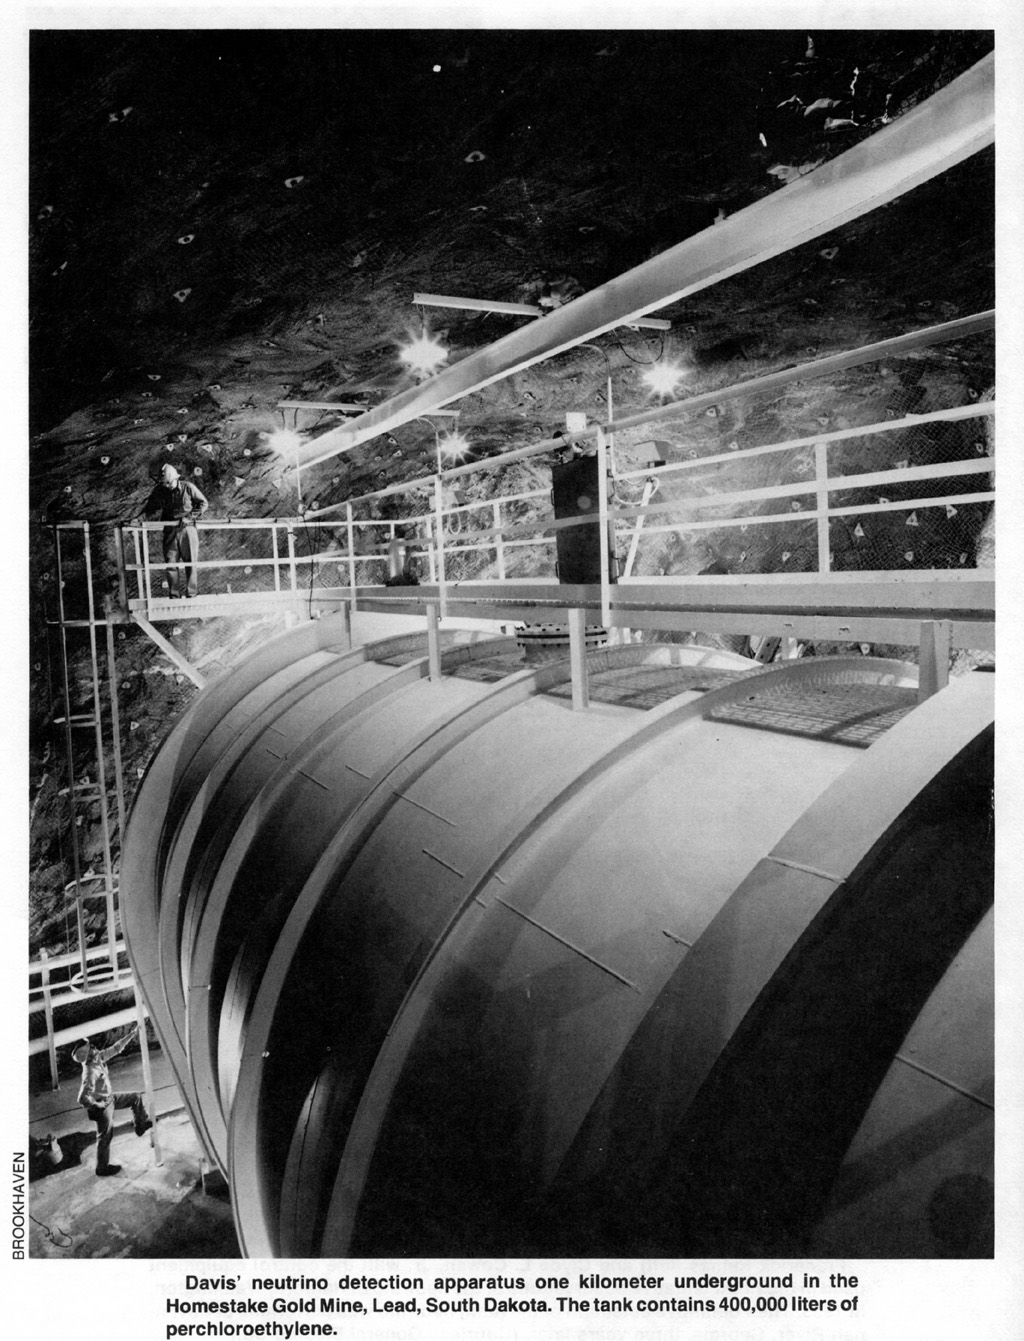 BROOKHAVEN
Davis' neutrino detection apparatus one kilometer underground in the
Homestake Gold Mine, Lead, South Dakota. The tank contains 400,000 liters of
perchloroethylene.